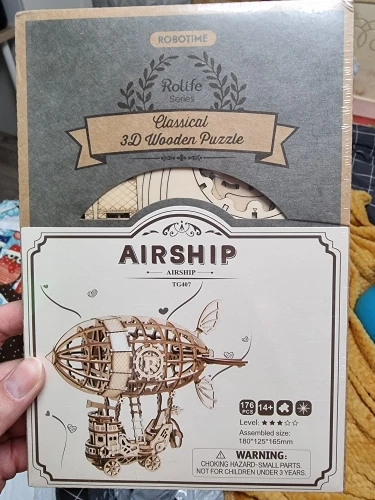 ROBOTIME
Rolife
Series
Classical
3D Wooden Puzzle
AIRSHIP
AIRSHIP
TG407
R
176
PCS
14+
Level: ★★★☆☆
Assembled size:
180*125*165mm
WARNING:
CHOKING HAZARD-SMALL PARTS.
NOT FOR CHILDREN UNDER 3 YEARS.